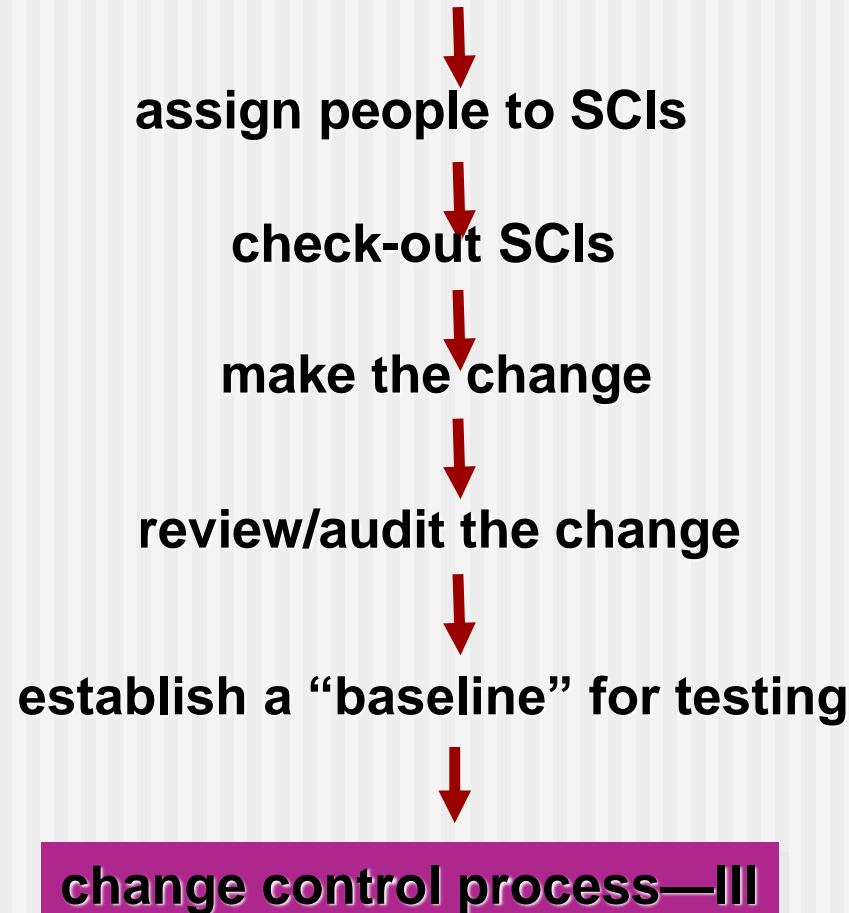 assign people to SCIs
check-out SCIs
make the change
review/audit the change
establish a “baseline” for testing
change control process—III